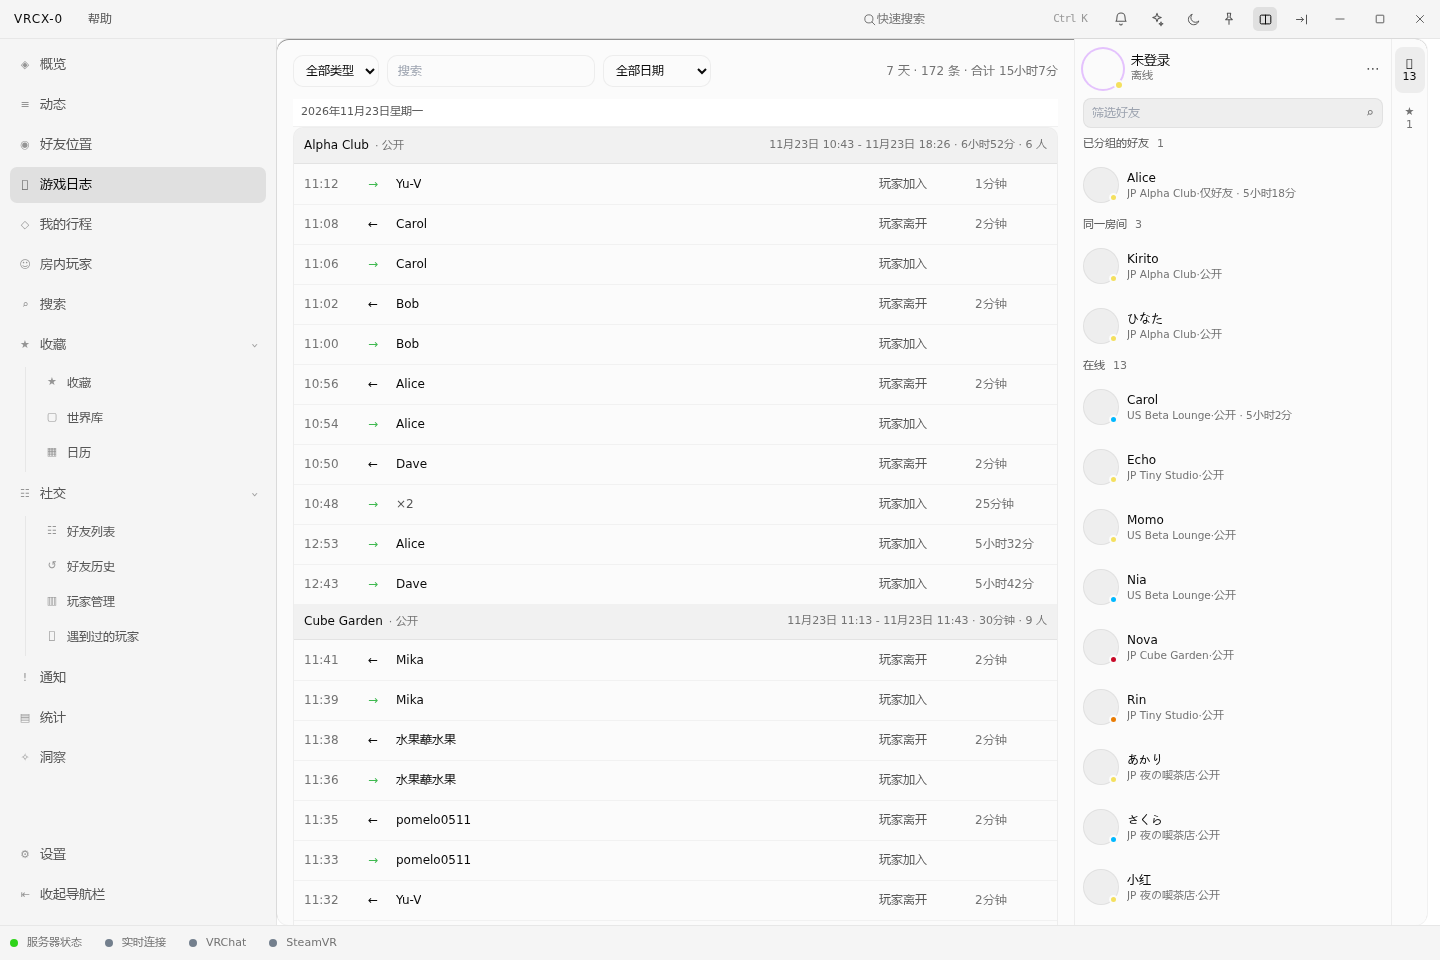 VRCX-0 帮助 快速搜索 Ctrl K
概览
动态
好友位置
游戏日志
我的行程
房内玩家
搜索
收藏
收藏
世界库
日历
社交
好友列表
好友历史
玩家管理
遇到过的玩家
通知
统计
洞察
设置
收起导航栏
全部类型 搜索 全部日期 7 天 · 172 条 · 合计 15小时7分
2026年11月23日星期一
Alpha Club · 公开 11月23日 10:43 - 11月23日 18:26 · 6小时52分 · 6 人
11:12 → Yu-V 玩家加入 1分钟
11:08 ← Carol 玩家离开 2分钟
11:06 → Carol 玩家加入
11:02 ← Bob 玩家离开 2分钟
11:00 → Bob 玩家加入
10:56 ← Alice 玩家离开 2分钟
10:54 → Alice 玩家加入
10:50 ← Dave 玩家离开 2分钟
10:48 → ×2 玩家加入 25分钟
12:53 → Alice 玩家加入 5小时32分
12:43 → Dave 玩家加入 5小时42分
Cube Garden · 公开 11月23日 11:13 - 11月23日 11:43 · 30分钟 · 9 人
11:41 ← Mika 玩家离开 2分钟
11:39 → Mika 玩家加入
11:38 ← 水果蘸水果 玩家离开 2分钟
11:36 → 水果蘸水果 玩家加入
11:35 ← pomelo0511 玩家离开 2分钟
11:33 → pomelo0511 玩家加入
11:32 ← Yu-V 玩家离开 2分钟
未登录
离线
筛选好友
已分组的好友 1
Alice
JP Alpha Club·仅好友 · 5小时18分
同一房间 3
Kirito
JP Alpha Club·公开
ひなた
JP Alpha Club·公开
在线 13
Carol
US Beta Lounge·公开 · 5小时2分
Echo
JP Tiny Studio·公开
Momo
US Beta Lounge·公开
Nia
US Beta Lounge·公开
Nova
JP Cube Garden·公开
Rin
JP Tiny Studio·公开
あかり
JP 夜の喫茶店·公开
さくら
JP 夜の喫茶店·公开
小红
JP 夜の喫茶店·公开
13
★
1
服务器状态 实时连接 VRChat SteamVR